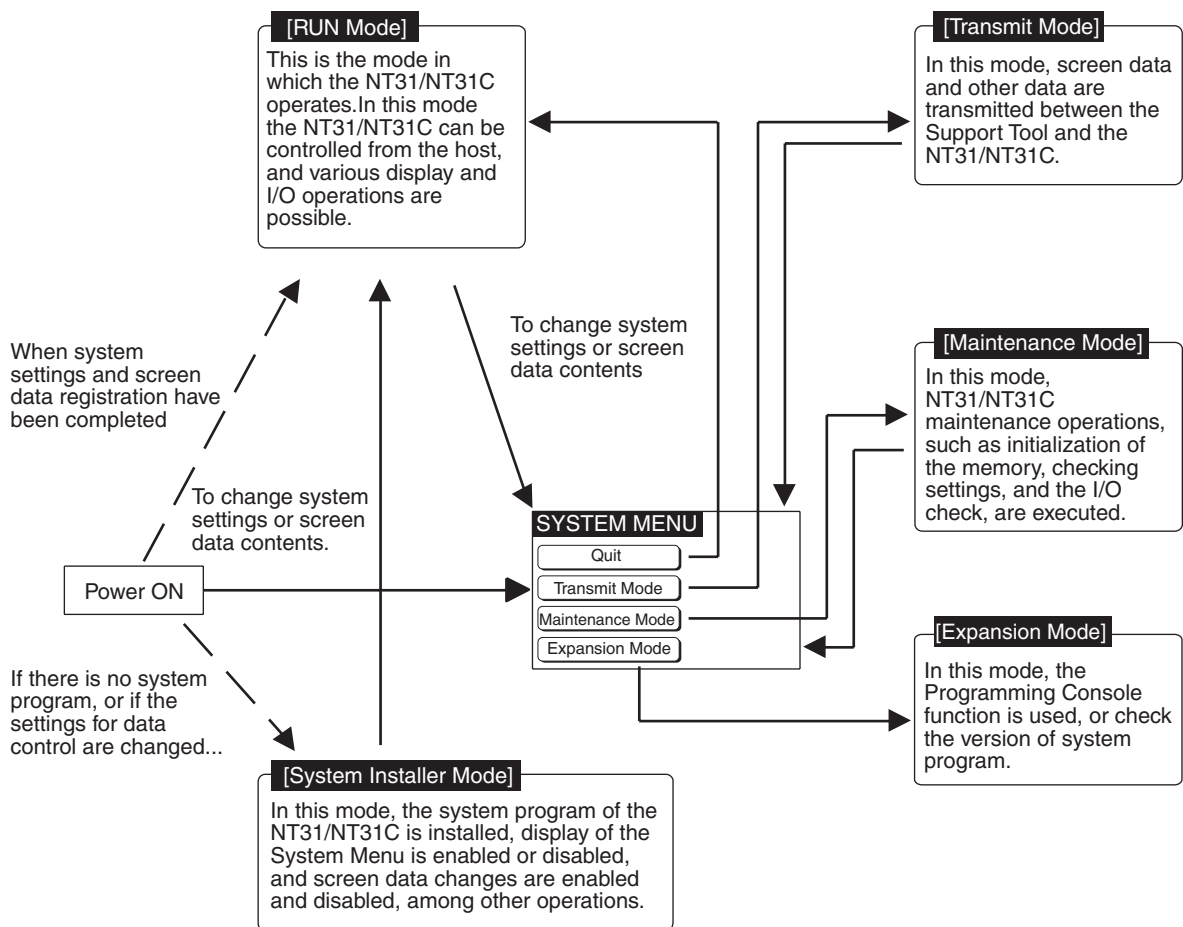 [RUN Mode]
This is the mode in
which the NT31/NT31C
operates.In this mode
the NT31/NT31C can be
controlled from the host,
and various display and
I/O operations are
possible.
[Transmit Mode]
In this mode, screen data
and other data are
transmitted between the
Support Tool and the
NT31/NT31C.
When system
settings and screen
data registration have
been completed
To change system
settings or screen
data contents
To change system
settings or screen
data contents.
[Maintenance Mode]
In this mode,
NT31/NT31C
maintenance operations,
such as initialization of
the memory, checking
settings, and the I/O
check, are executed.
Power ON
SYSTEM MENU
Quit
Transmit Mode
Maintenance Mode
Expansion Mode
[Expansion Mode]
In this mode, the
Programming Console
function is used, or check
the version of system
program.
If there is no system
program, or if the
settings for data
control are changed...
[System Installer Mode]
In this mode, the system program of the
NT31/NT31C is installed, display of the
System Menu is enabled or disabled,
and screen data changes are enabled
and disabled, among other operations.